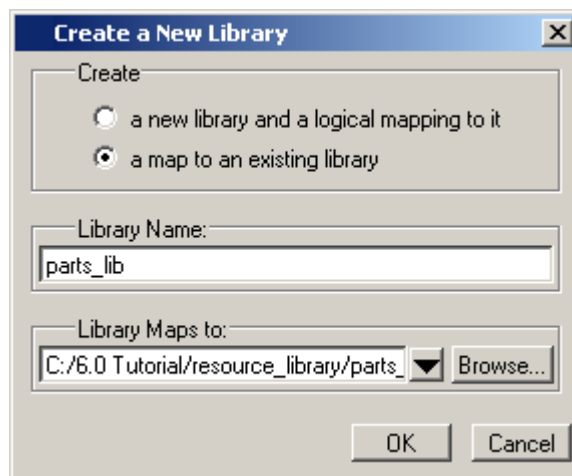 Create a New Library
Create
a new library and a logical mapping to it
a map to an existing library
Library Name:
parts_lib
Library Maps to:
C:/6.0 Tutorial/resource_library/parts_
Browse...
OK
Cancel